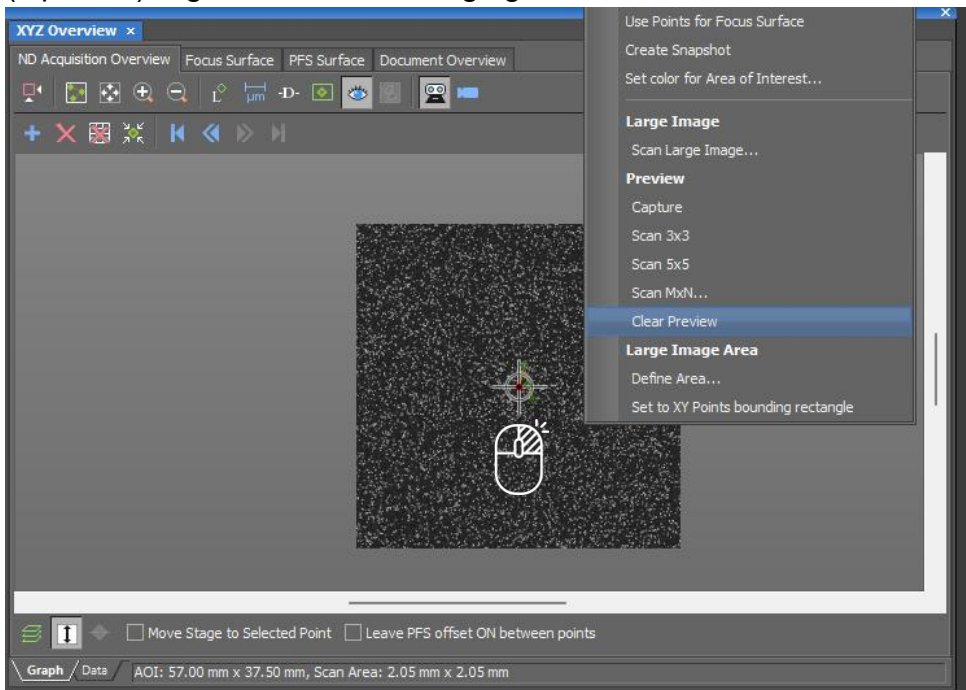 XYZ Overview ×
ND Acquisition Overview Focus Surface PFS Surface Document Overview
μm -D-
Use Points for Focus Surface
Create Snapshot
Set color for Area of Interest...
Large Image
Scan Large Image...
Preview
Capture
Scan 3x3
Scan 5x5
Scan MxN...
Clear Preview
Large Image Area
Define Area...
Set to XY Points bounding rectangle
Move Stage to Selected Point Leave PFS offset ON between points
Graph Data AOI: 57.00 mm x 37.50 mm, Scan Area: 2.05 mm x 2.05 mm